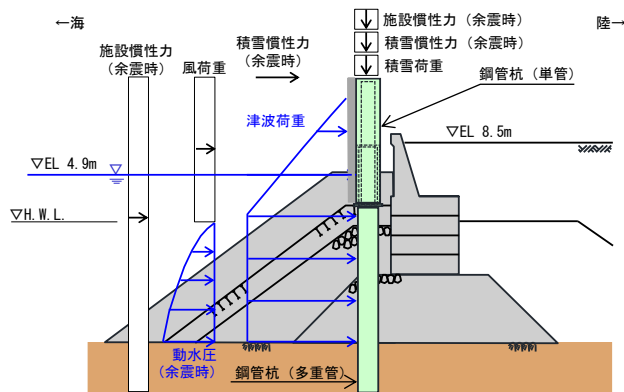 ←海
陸→
施設慣性力（余震時）
積雪慣性力（余震時）
積雪荷重
施設慣性力
（余震時）
風荷重
積雪慣性力
（余震時）
鋼管杭（単管）
津波荷重
▽EL 8.5m
▽EL 4.9m
▽H.W.L.
動水圧
（余震時）
鋼管杭（多重管）